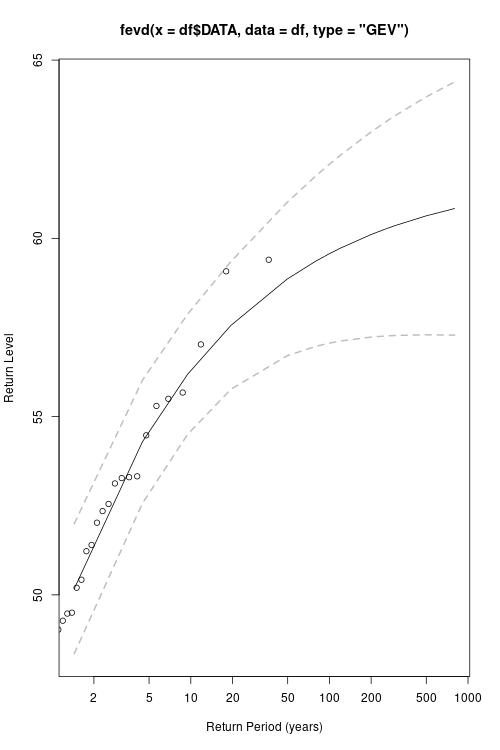 fevd(x = df$DATA, data = df, type = "GEV")
65
60
55
50
Return Level
2 5 10 20 50 100 200 500 1000
Return Period (years)